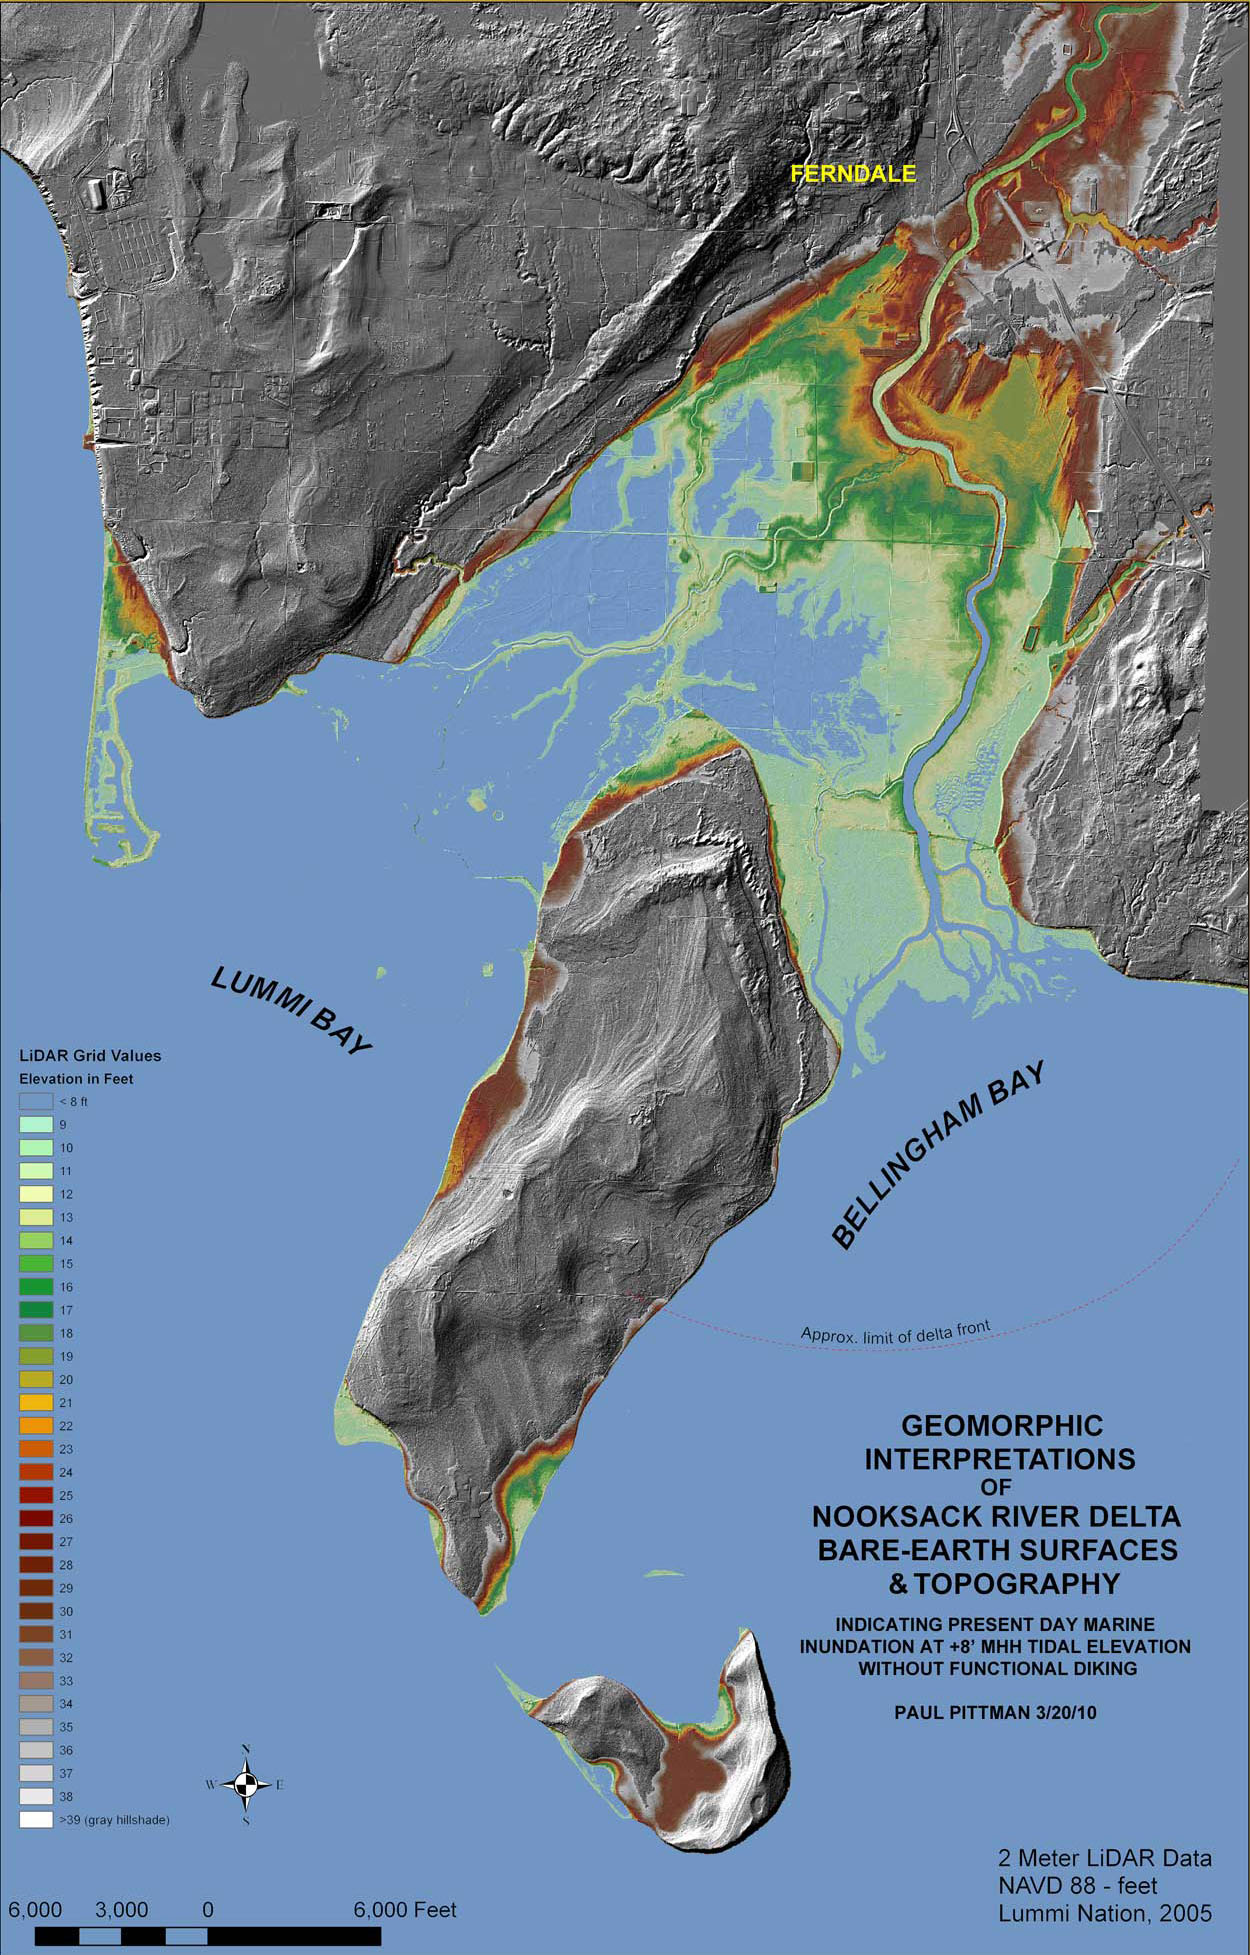 FERNDALE
LUMMI BAY
BELLINGHAM BAY
Approx. limit of delta front
LiDAR Grid Values
Elevation in Feet
< 8 ft
9
10
11
12
13
14
15
16
17
18
19
20
21
22
23
24
25
26
27
28
29
30
31
32
33
34
35
36
37
38
>39 (gray hillshade)
GEOMORPHIC
INTERPRETATIONS
OF
NOOKSACK RIVER DELTA
BARE-EARTH SURFACES
& TOPOGRAPHY
INDICATING PRESENT DAY MARINE
INUNDATION AT +8' MHH TIDAL ELEVATION
WITHOUT FUNCTIONAL DIKING
PAUL PITTMAN 3/20/10
N
W E
S
6,000 3,000 0 6,000 Feet
2 Meter LiDAR Data
NAVD 88 - feet
Lummi Nation, 2005